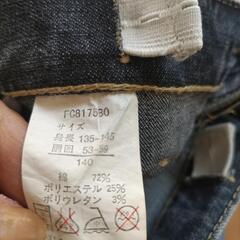 FC8175B0
サイズ
身長 135-145
胴囲 53-59
140
綿 72%
ポリエステル 25%
ポリウレタン 3%